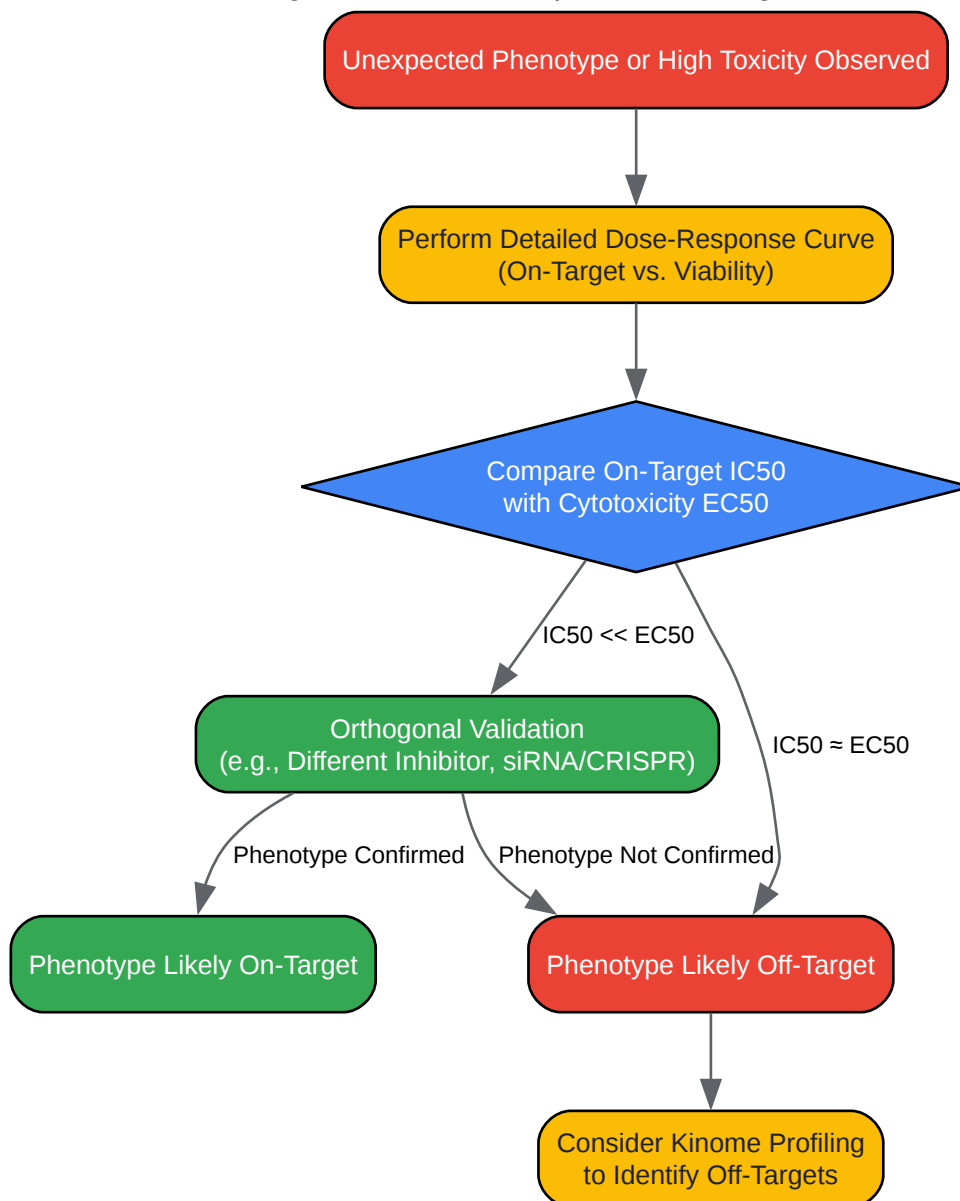 Unexpected Phenotype or High Toxicity Observed
Perform Detailed Dose-Response Curve
(On-Target vs. Viability)
Compare On-Target IC50
with Cytotoxicity EC50
IC50 << EC50
Orthogonal Validation
(e.g., Different Inhibitor, siRNA/CRISPR)
IC50 ≈ EC50
Phenotype Confirmed
Phenotype Not Confirmed
Phenotype Likely On-Target
Phenotype Likely Off-Target
Consider Kinome Profiling
to Identify Off-Targets